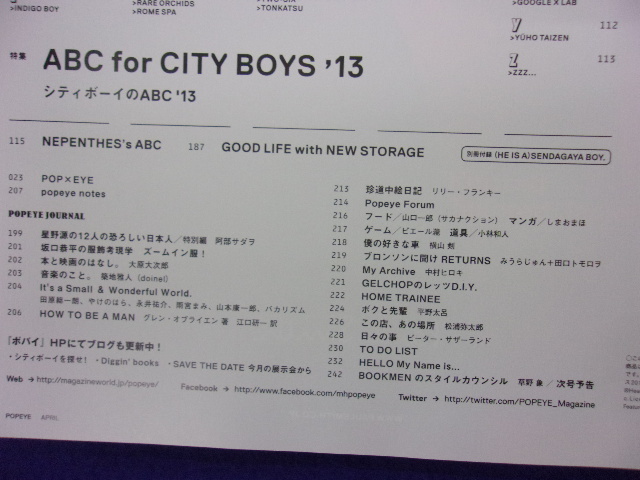 >INDIGO BOY
>RARE ORCHIDS
>ROME SPA
>TONKATSU
>GOOGLE X LAB
Y 112
>YÚHO TAIZEN
Z 113
>ZZZ...
特集 ABC for CITY BOYS ’13
シティボーイのABC '13
115 NEPENTHES's ABC
187 GOOD LIFE with NEW STORAGE
別冊付録 (HE IS A)SENDAGAYA BOY.
023 POP×EYE
207 popeye notes
POPEYE JOURNAL
199 星野源の12人の恐ろしい日本人／特別編 阿部サダヲ
201 坂口恭平の服飾考現学 ズームイン服！
202 本と映画のはなし。 大原大次郎
203 音楽のこと。 築地雅人（doinel）
204 It's a Small & Wonderful World.
田原総一朗、やけのはら、永井祐介、雨宮まみ、山本康一郎、バカリズム
206 HOW TO BE A MAN グレン・オブライエン 著 江口研一 訳
『ポパイ』HPにてブログも更新中！
・シティボーイを探せ！ ・Diggin' books ・SAVE THE DATE 今月の展示会から
213 珍道中絵日記 リリー・フランキー
214 Popeye Forum
216 フード／山口一郎（サカナクション） マンガ／しまおまほ
217 ゲーム／ピエール瀧 道具／小林和人
218 僕の好きな車 横山 剣
219 ブロンソンに開け RETURNS みうらじゅん＋田口トモロヲ
220 My Archive 中村ヒロキ
221 GELCHOPのレッツD.I.Y.
222 HOME TRAINEE
224 ボクと先輩 平野太呂
226 この店、あの場所 松浦弥太郎
228 日々の事 ピーター・サザーランド
230 TO DO LIST
232 HELLO My Name is...
242 BOOKMEN のスタイルカウンシル 草野 象／次号予告
Web → http://magazineworld.jp/popeye/ Facebook → http://www.facebook.com/mhpopeye Twitter → http://twitter.com/POPEYE_Magazine
POPEYE APRIL